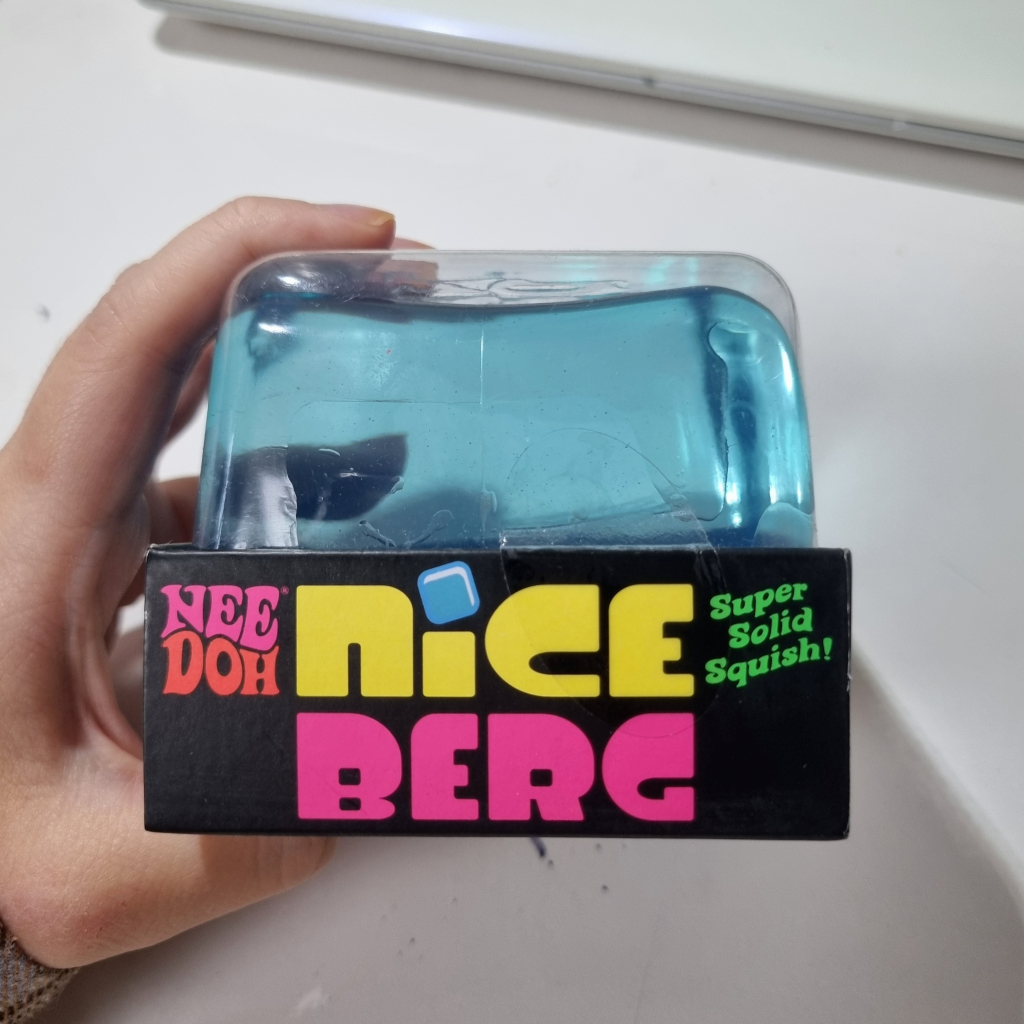 NEE
DOH®
NiCE
BERG
Super
Solid
Squish!